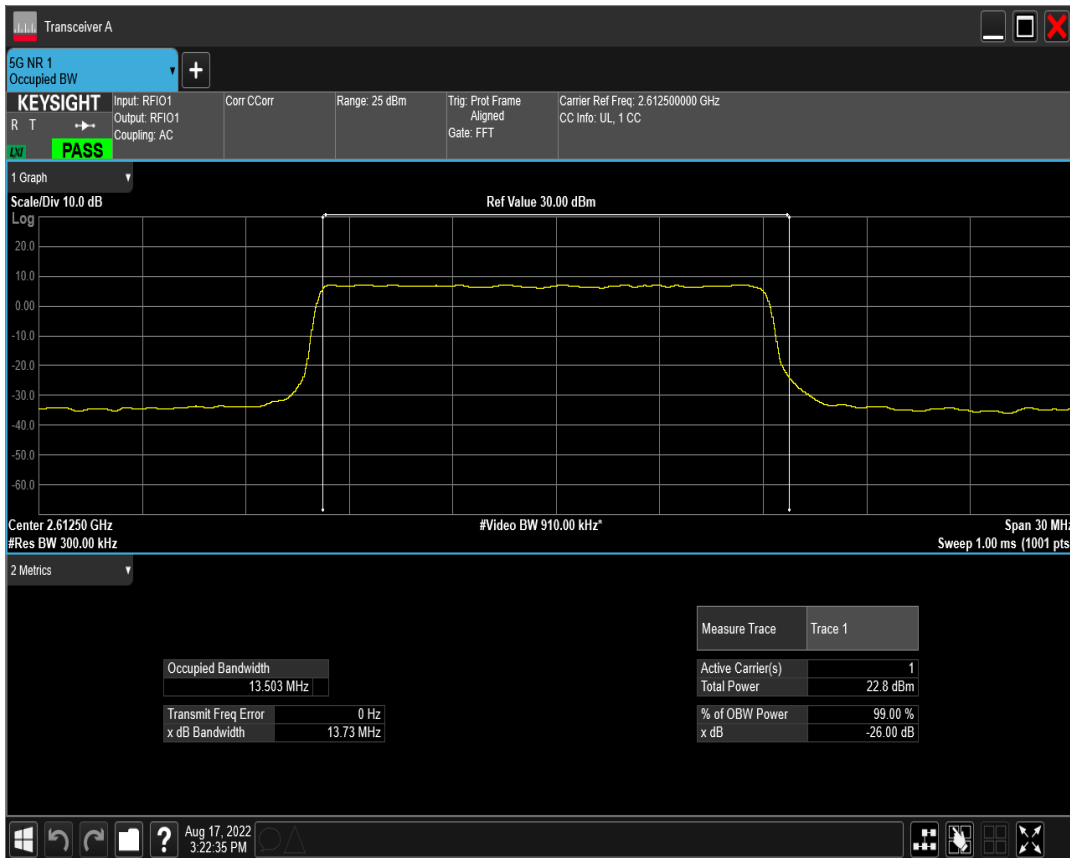 Transceiver A
5G NR 1
Occupied BW
+
KEYSIGHT
R T
LXI
PASS
Input: RFIO1
Output: RFIO1
Coupling: AC
Corr CCorr
Range: 25 dBm
Trig: Prot Frame
Aligned
Gate: FFT
Carrier Ref Freq: 2.612500000 GHz
CC Info: UL, 1 CC
1 Graph
Scale/Div 10.0 dB
Ref Value 30.00 dBm
Log
20.0
10.0
0.00
-10.0
-20.0
-30.0
-40.0
-50.0
-60.0
Center 2.61250 GHz
#Video BW 910.00 kHz*
Span 30 MHz
#Res BW 300.00 kHz
Sweep 1.00 ms (1001 pts
2 Metrics
Measure Trace Trace 1
Occupied Bandwidth
13.503 MHz
Active Carrier(s) 1
Total Power 22.8 dBm
Transmit Freq Error 0 Hz
x dB Bandwidth 13.73 MHz
% of OBW Power 99.00 %
x dB -26.00 dB
?
Aug 17, 2022
3:22:35 PM